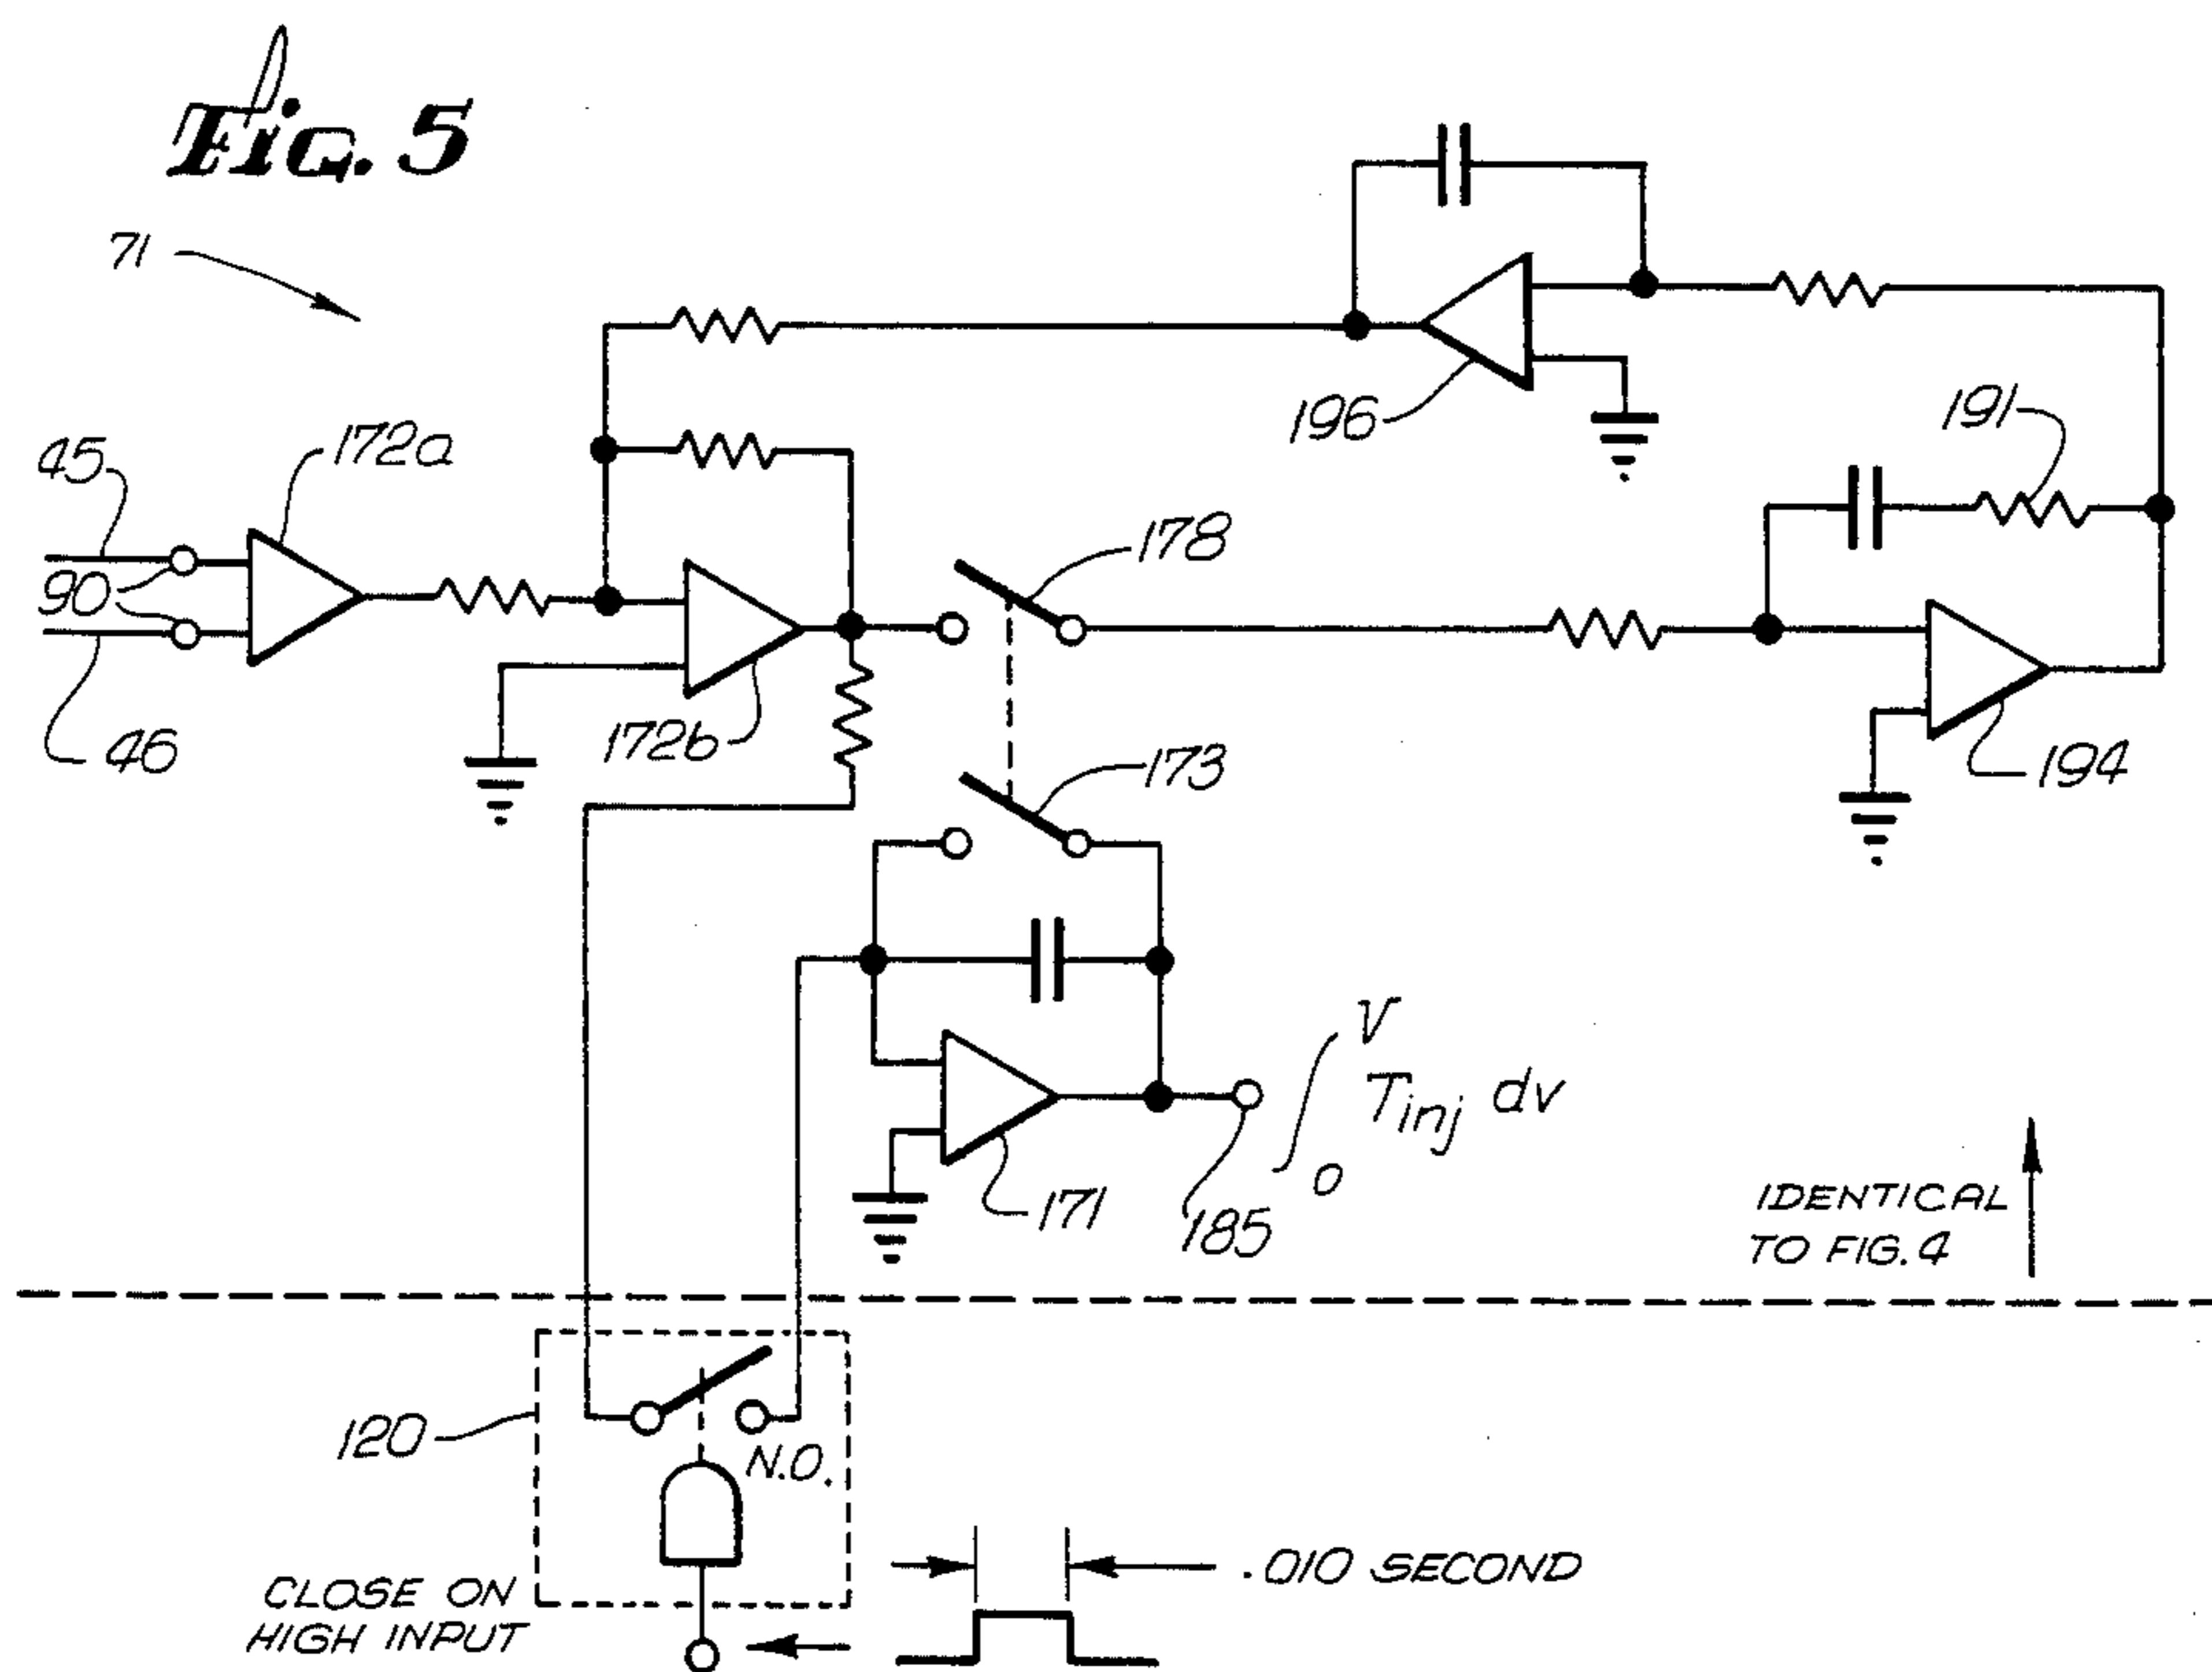 Fig. 5
71
45
172a
90
46
172b
178
173
196
191
194
171
185
∫ V
T inj dv
0
IDENTICAL
TO FIG. 4
120
N.O.
CLOSE ON
HIGH INPUT
.010 SECOND